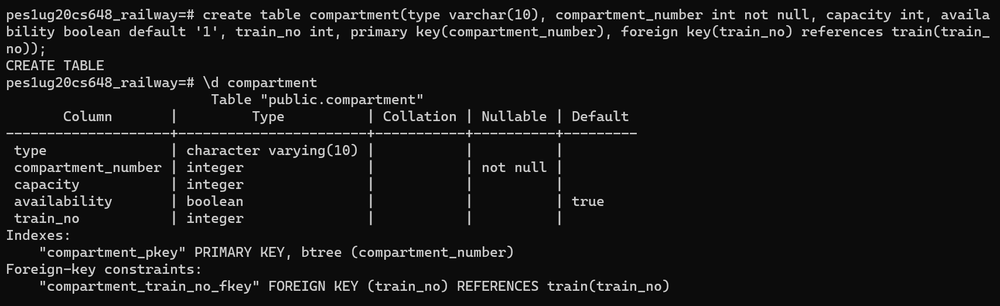 pes1ug20cs648_railway=# create table compartment(type varchar(10), compartment_number int not null, capacity int, availa
bility boolean default '1', train_no int, primary key(compartment_number), foreign key(train_no) references train(train_
no));
CREATE TABLE
pes1ug20cs648_railway=# \d compartment
                         Table "public.compartment"
       Column       |         Type          | Collation | Nullable | Default
--------------------+-----------------------+-----------+----------+---------
 type               | character varying(10) |           |          |
 compartment_number | integer               |           | not null |
 capacity           | integer               |           |          |
 availability       | boolean               |           |          | true
 train_no           | integer               |           |          |
Indexes:
    "compartment_pkey" PRIMARY KEY, btree (compartment_number)
Foreign-key constraints:
    "compartment_train_no_fkey" FOREIGN KEY (train_no) REFERENCES train(train_no)